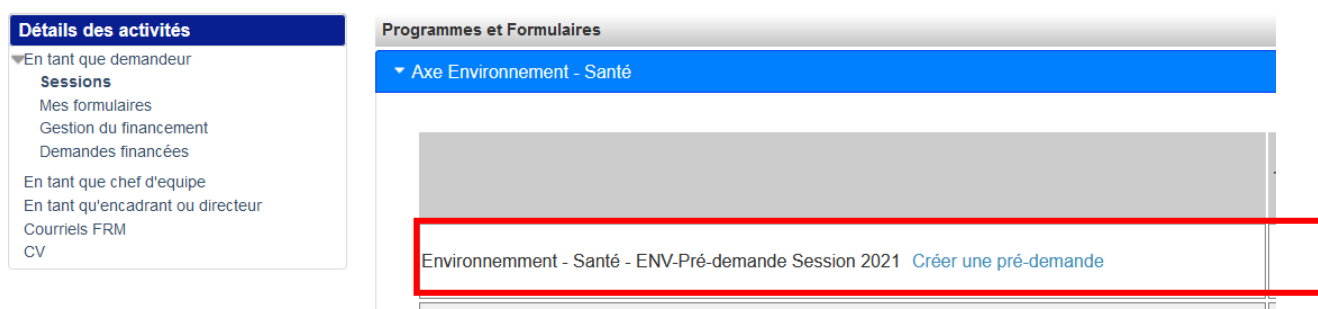 Détails des activités
En tant que demandeur
Sessions
Mes formulaires
Gestion du financement
Demandes financées
En tant que chef d'equipe
En tant qu'encadrant ou directeur
Courriels FRM
CV
Programmes et Formulaires
Axe Environnement - Santé
Environnemment - Santé - ENV-Pré-demande Session 2021 Créer une pré-demande